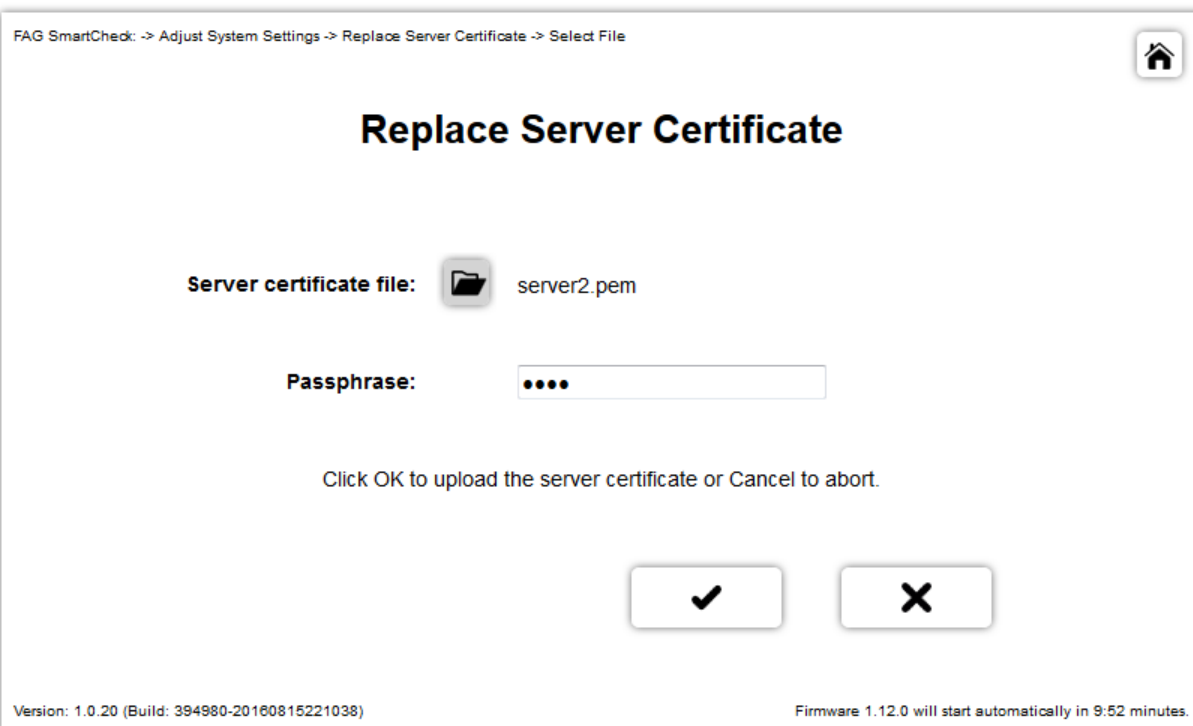 FAG SmartCheck: -> Adjust System Settings -> Replace Server Certificate -> Select File
Replace Server Certificate
Server certificate file: server2.pem
Passphrase: ••••
Click OK to upload the server certificate or Cancel to abort.
Version: 1.0.20 (Build: 394980-20160815221038) Firmware 1.12.0 will start automatically in 9:52 minutes.